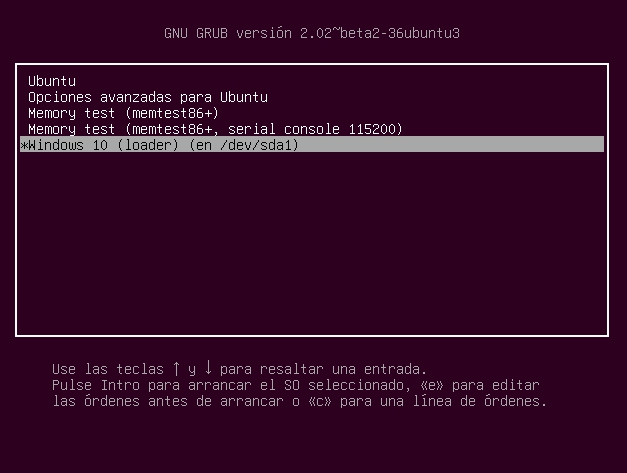 GNU GRUB versión 2.02~beta2-36ubuntu3
Ubuntu
Opciones avanzadas para Ubuntu
Memory test (memtest86+)
Memory test (memtest86+, serial console 115200)
*Windows 10 (loader) (en /dev/sda1)
Use las teclas ↑ y ↓ para resaltar una entrada.
Pulse Intro para arrancar el SO seleccionado, «e» para editar
las órdenes antes de arrancar o «c» para una línea de órdenes.